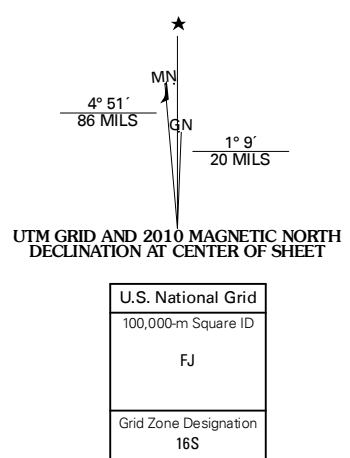 MN
4° 51´
86 MILS
GN
1° 9´
20 MILS
UTM GRID AND 2010 MAGNETIC NORTH
DECLINATION AT CENTER OF SHEET
U.S. National Grid
100,000-m Square ID
FJ
Grid Zone Designation
16S